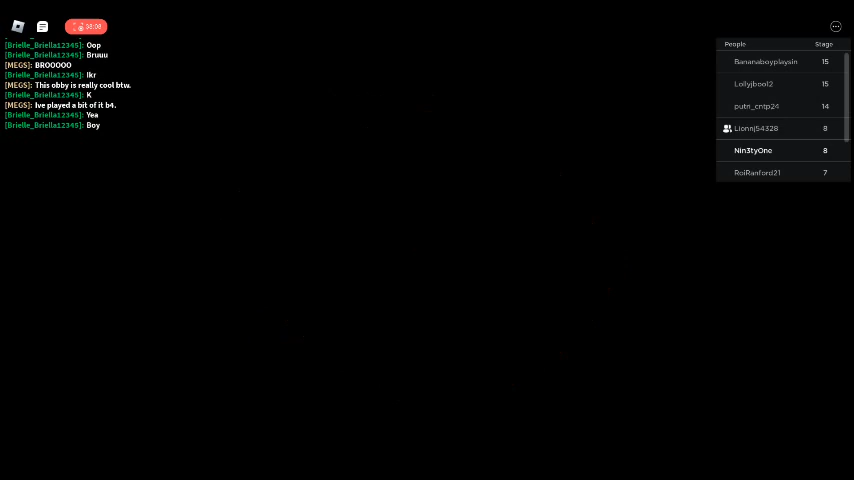 38:08
[Brielle_Briella12345]: Oop
[Brielle_Briella12345]: Bruuu
[MEGS]: BROOOOO
[Brielle_Briella12345]: Ikr
[MEGS]: This obby is really cool btw.
[Brielle_Briella12345]: K
[MEGS]: Ive played a bit of it b4.
[Brielle_Briella12345]: Yea
[Brielle_Briella12345]: Boy
People Stage
Bananaboyplaysin 15
Lollyjbool2 15
putn_cntp24 14
Lionnj54328 8
Nin3tyOne 8
RoiRanford21 7